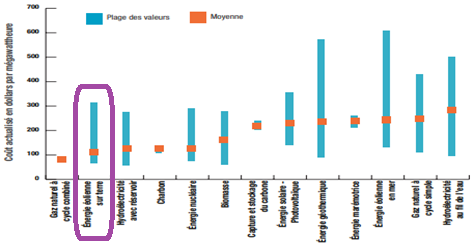 Plage des valeurs
Moyenne
Coût actualisé en dollars par mégawattheure
700
600
500
400
300
200
100
0
Gaz naturel à
cycle combiné
Énergie éolienne
sur terre
Hydroélectricité
avec réservoir
Charbon
Énergie nucléaire
Biomasse
Capture et stockage
du carbone
Énergie solaire -
Photovoltaïque
Énergie géothermique
Énergie marémotrice
Énergie éolienne
en mer
Gaz naturel à
cycle simple
Hydroélectricité
au fil de l'eau